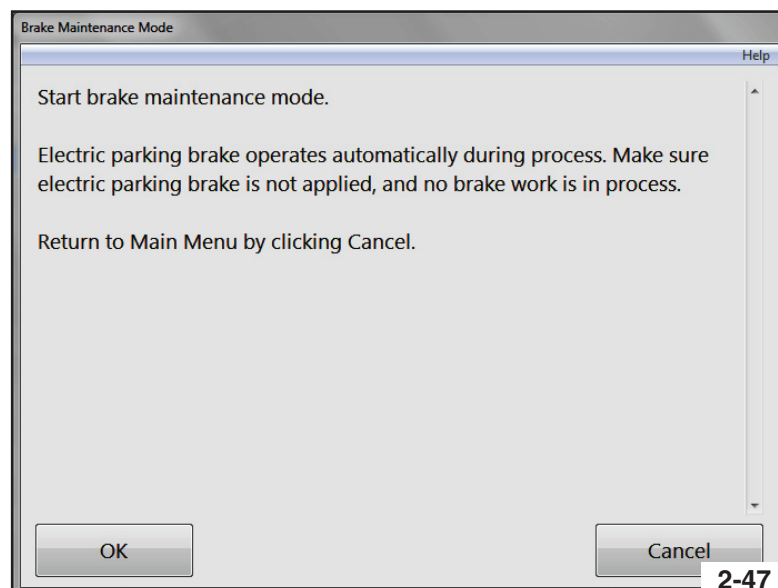 Brake Maintenance Mode
Help
Start brake maintenance mode.
Electric parking brake operates automatically during process. Make sure
electric parking brake is not applied, and no brake work is in process.
Return to Main Menu by clicking Cancel.
OK
Cancel
2-47